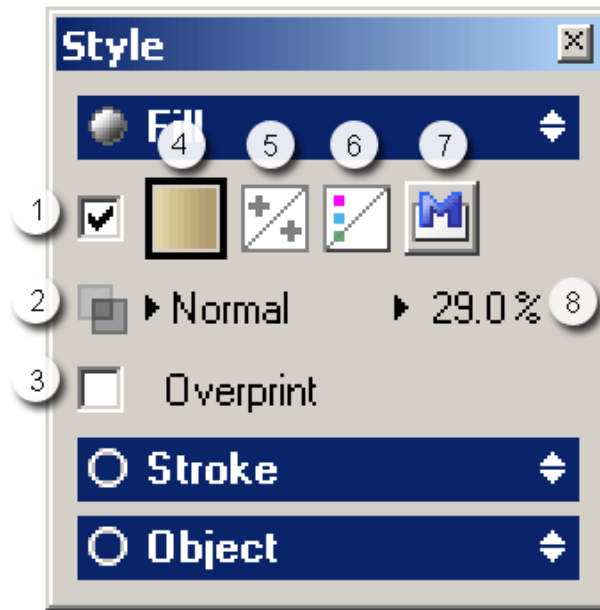 Style
Fill
4 5 6 7
1
M
2 Normal 29.0% 8
3 Overprint
Stroke
Object